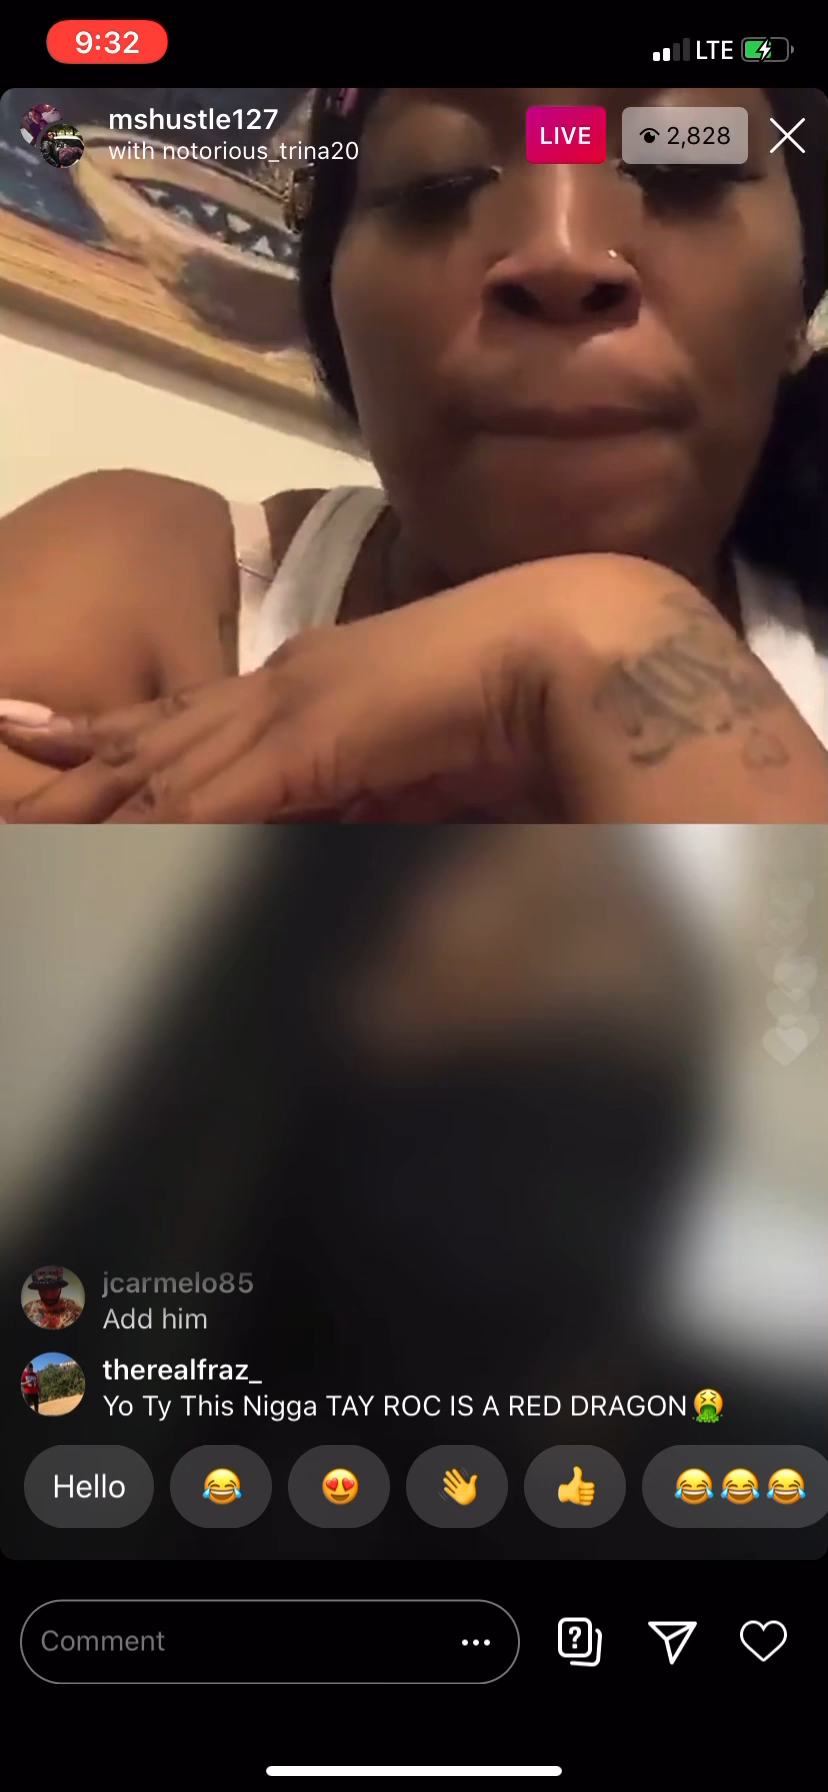 9:32
LTE
mshustle127
with notorious_trina20
LIVE
2,828
jcarmelo85
Add him
therealfraz_
Yo Ty This Nigga TAY ROC IS A RED DRAGON🤮
Hello
😂
😍
👋
👍
😂😂😂
Comment